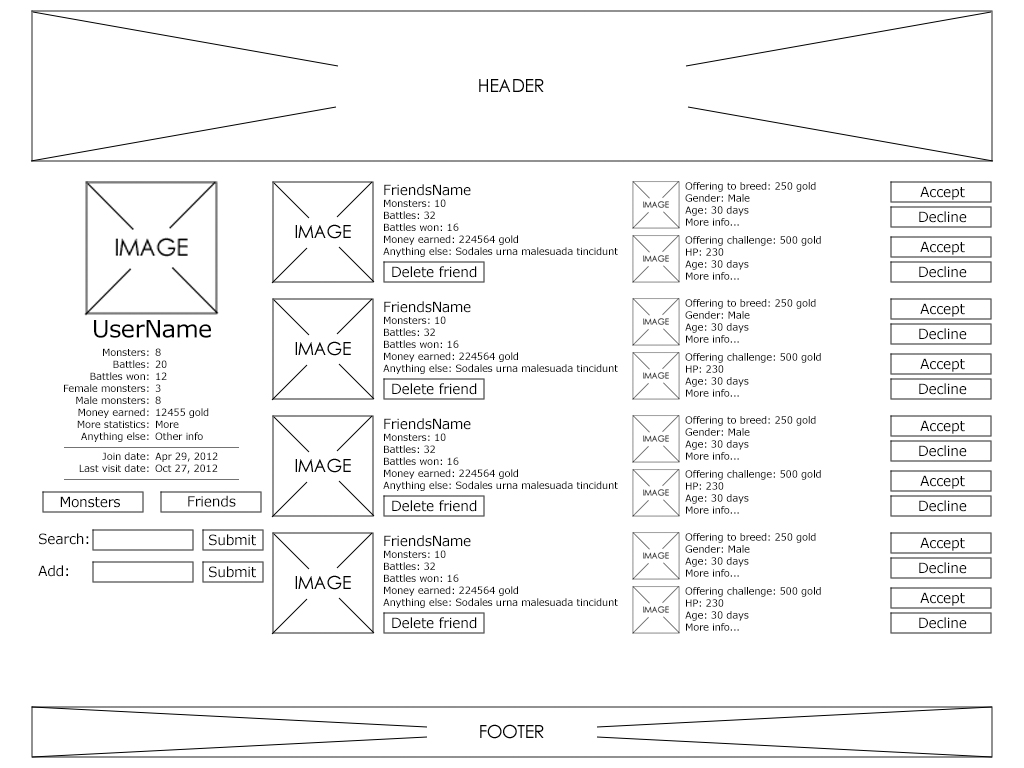 HEADER
IMAGE
UserName
Monsters: 8
Battles: 20
Battles won: 12
Female monsters: 3
Male monsters: 8
Money earned: 12455 gold
More statistics: More
Anything else: Other info
Join date: Apr 29, 2012
Last visit date: Oct 27, 2012
Monsters Friends
Search: Submit
Add: Submit
IMAGE
FriendsName
Monsters: 10
Battles: 32
Battles won: 16
Money earned: 224564 gold
Anything else: Sodales urna malesuada tincidunt
Delete friend
IMAGE
Offering to breed: 250 gold
Gender: Male
Age: 30 days
More info...
Accept
Decline
IMAGE
Offering challenge: 500 gold
HP: 230
Age: 30 days
More info...
Accept
Decline
IMAGE
FriendsName
Monsters: 10
Battles: 32
Battles won: 16
Money earned: 224564 gold
Anything else: Sodales urna malesuada tincidunt
Delete friend
IMAGE
Offering to breed: 250 gold
Gender: Male
Age: 30 days
More info...
Accept
Decline
IMAGE
Offering challenge: 500 gold
HP: 230
Age: 30 days
More info...
Accept
Decline
IMAGE
FriendsName
Monsters: 10
Battles: 32
Battles won: 16
Money earned: 224564 gold
Anything else: Sodales urna malesuada tincidunt
Delete friend
IMAGE
Offering to breed: 250 gold
Gender: Male
Age: 30 days
More info...
Accept
Decline
IMAGE
Offering challenge: 500 gold
HP: 230
Age: 30 days
More info...
Accept
Decline
IMAGE
FriendsName
Monsters: 10
Battles: 32
Battles won: 16
Money earned: 224564 gold
Anything else: Sodales urna malesuada tincidunt
Delete friend
IMAGE
Offering to breed: 250 gold
Gender: Male
Age: 30 days
More info...
Accept
Decline
IMAGE
Offering challenge: 500 gold
HP: 230
Age: 30 days
More info...
Accept
Decline
FOOTER